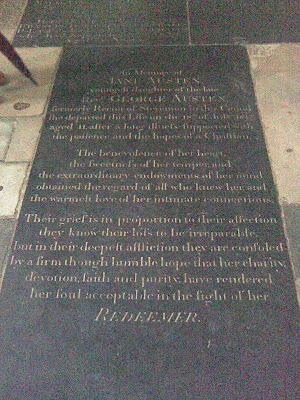 In Memory of
JANE AUSTEN,
youngest daughter of the late
Revd. GEORGE AUSTEN,
formerly Rector of Steventon in this County
she departed this Life on the 18th of July 1817,
aged 41, after a long illness supported with
the patience and the hopes of a Christian.
The benevolence of her heart,
the sweetness of her temper, and
the extraordinary endowments of her mind
obtained the regard of all who knew her and
the warmest love of her intimate connections.
Their grief is in proportion to their affection
they know their loss to be irreparable,
but in their deepest affliction they are consoled
by a firm though humble hope that her charity,
devotion, faith and purity, have rendered
her soul acceptable in the sight of her
REDEEMER.